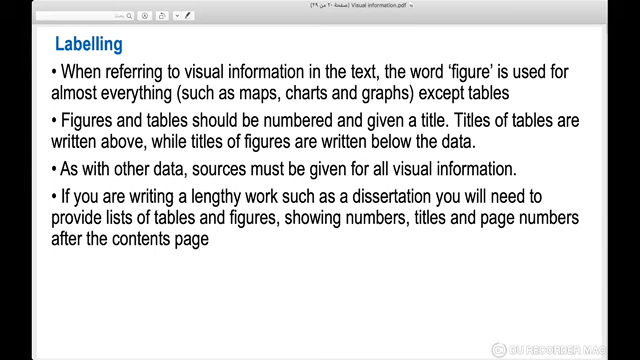 Visual information.pdf (صفحة ٢٠ من ٢٩)
بحث
Labelling
• When referring to visual information in the text, the word ‘figure’ is used for
almost everything (such as maps, charts and graphs) except tables
• Figures and tables should be numbered and given a title. Titles of tables are
written above, while titles of figures are written below the data.
• As with other data, sources must be given for all visual information.
• If you are writing a lengthy work such as a dissertation you will need to
provide lists of tables and figures, showing numbers, titles and page numbers
after the contents page
DU RECORDER MAC